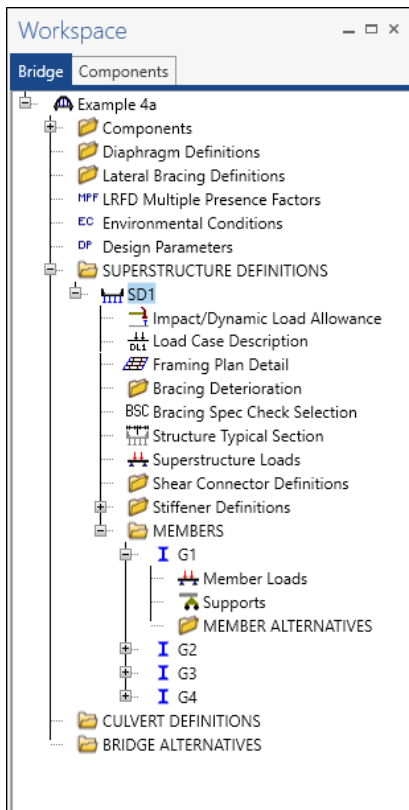 Workspace
Bridge Components
Example 4a
Components
Diaphragm Definitions
Lateral Bracing Definitions
MPF LRFD Multiple Presence Factors
EC Environmental Conditions
DP Design Parameters
SUPERSTRUCTURE DEFINITIONS
SD1
Impact/Dynamic Load Allowance
DL1 Load Case Description
Framing Plan Detail
Bracing Deterioration
BSC Bracing Spec Check Selection
Structure Typical Section
Superstructure Loads
Shear Connector Definitions
Stiffener Definitions
MEMBERS
G1
Member Loads
Supports
MEMBER ALTERNATIVES
G2
G3
G4
CULVERT DEFINITIONS
BRIDGE ALTERNATIVES